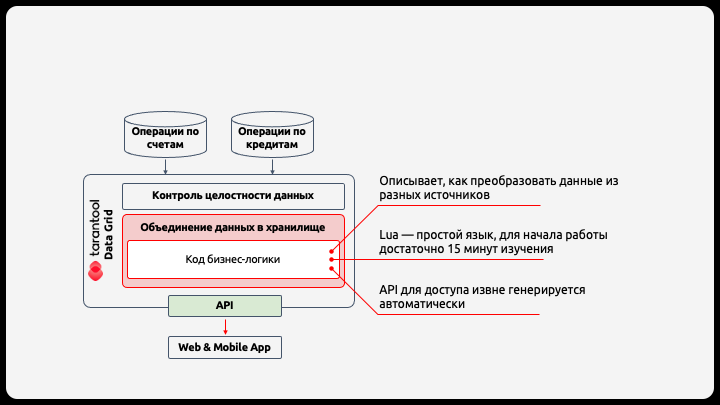 Операции по
счетам
Операции по
кредитам
tarantool
Data Grid
Контроль целостности данных
Объединение данных в хранилище
Код бизнес-логики
API
Web & Mobile App
Описывает, как преобразовать данные из
разных источников
Lua — простой язык, для начала работы
достаточно 15 минут изучения
API для доступа извне генерируется
автоматически